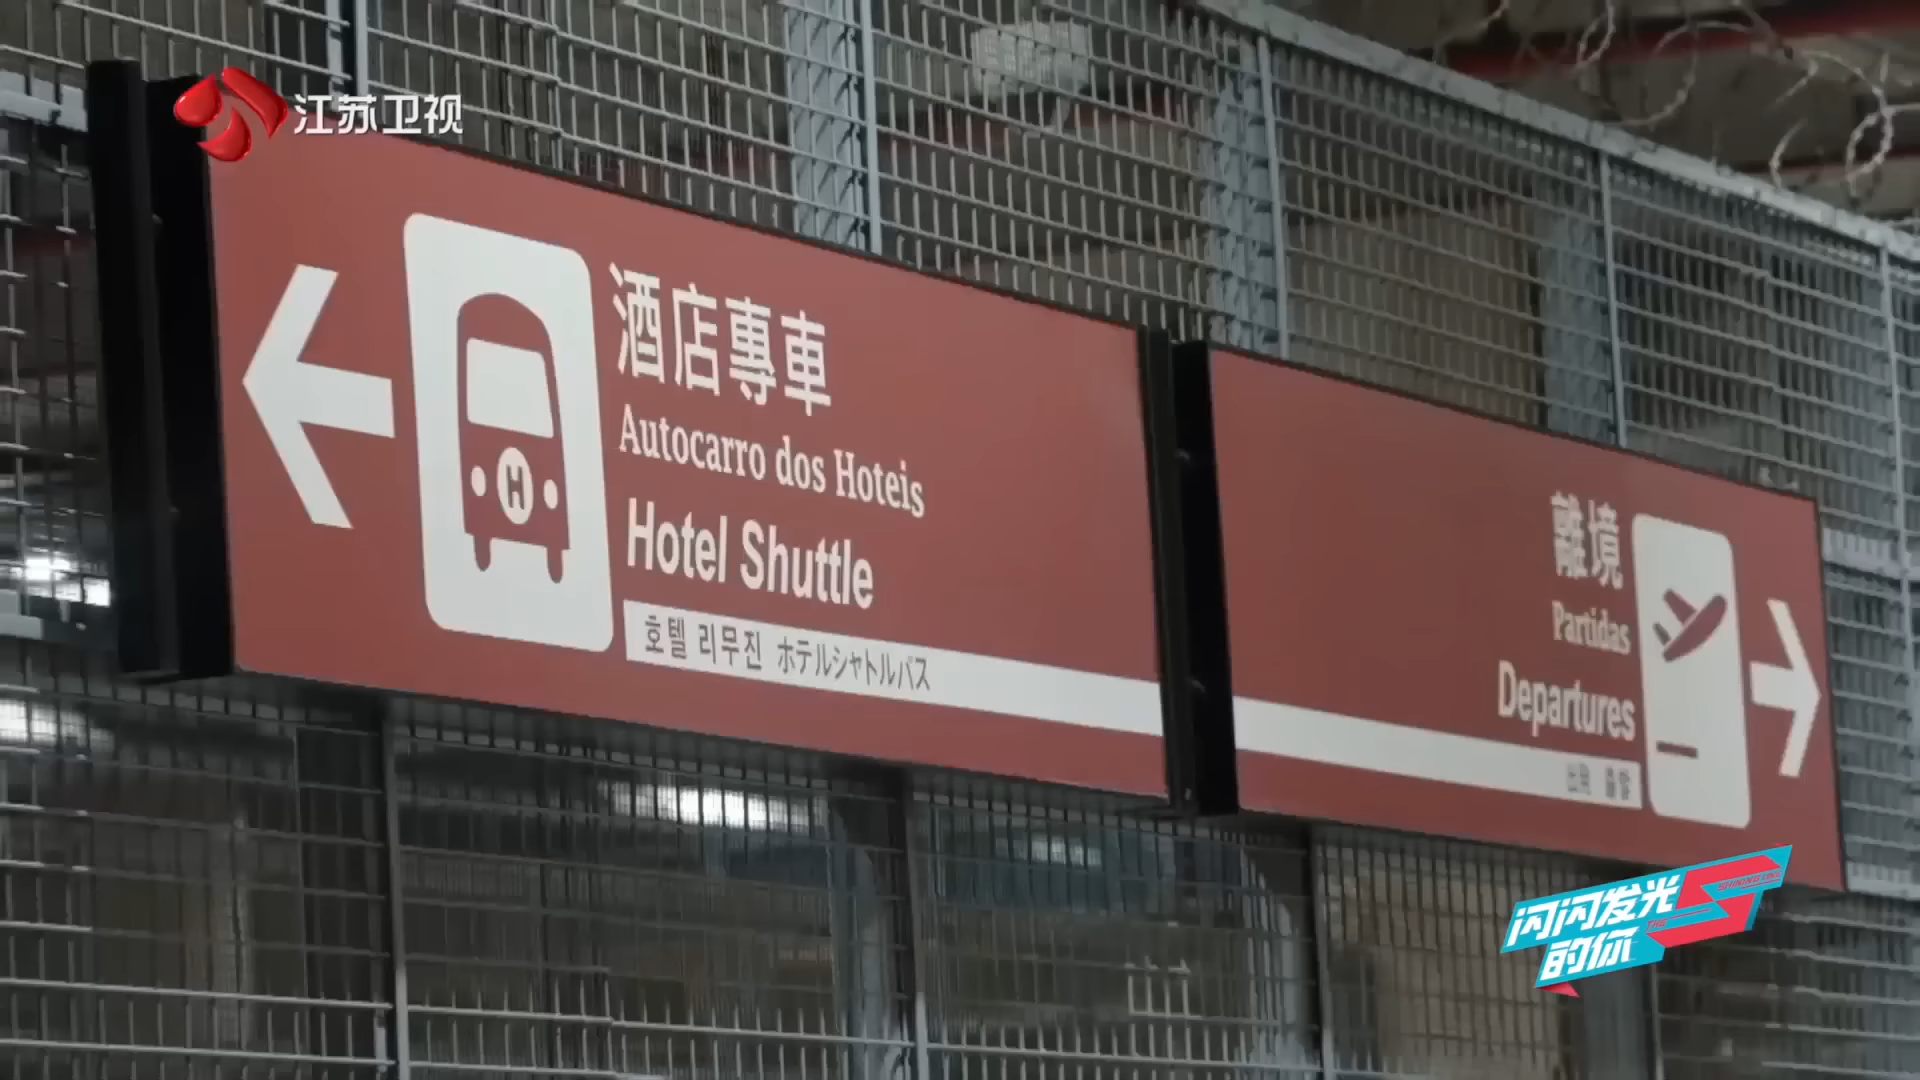 江苏卫视
酒店專車
Autocarro dos Hoteis
Hotel Shuttle
호텔 리무진 ホテルシャトルバス
離境
Partidas
Departures
H
闪闪发光
的你